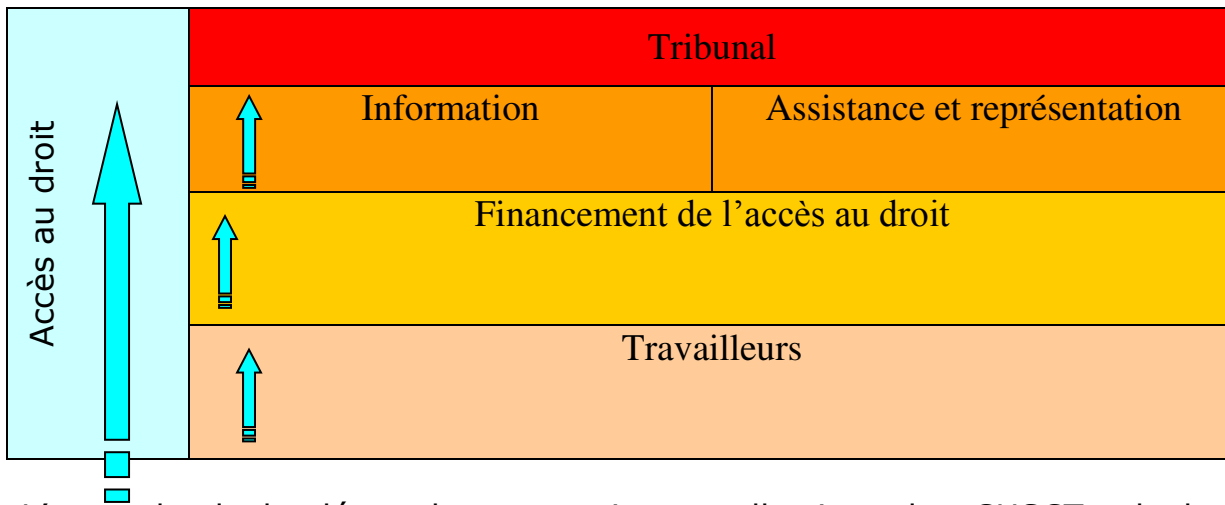 Tribunal
Information
Assistance et représentation
Accès au droit
Financement de l’accès au droit
Travailleurs